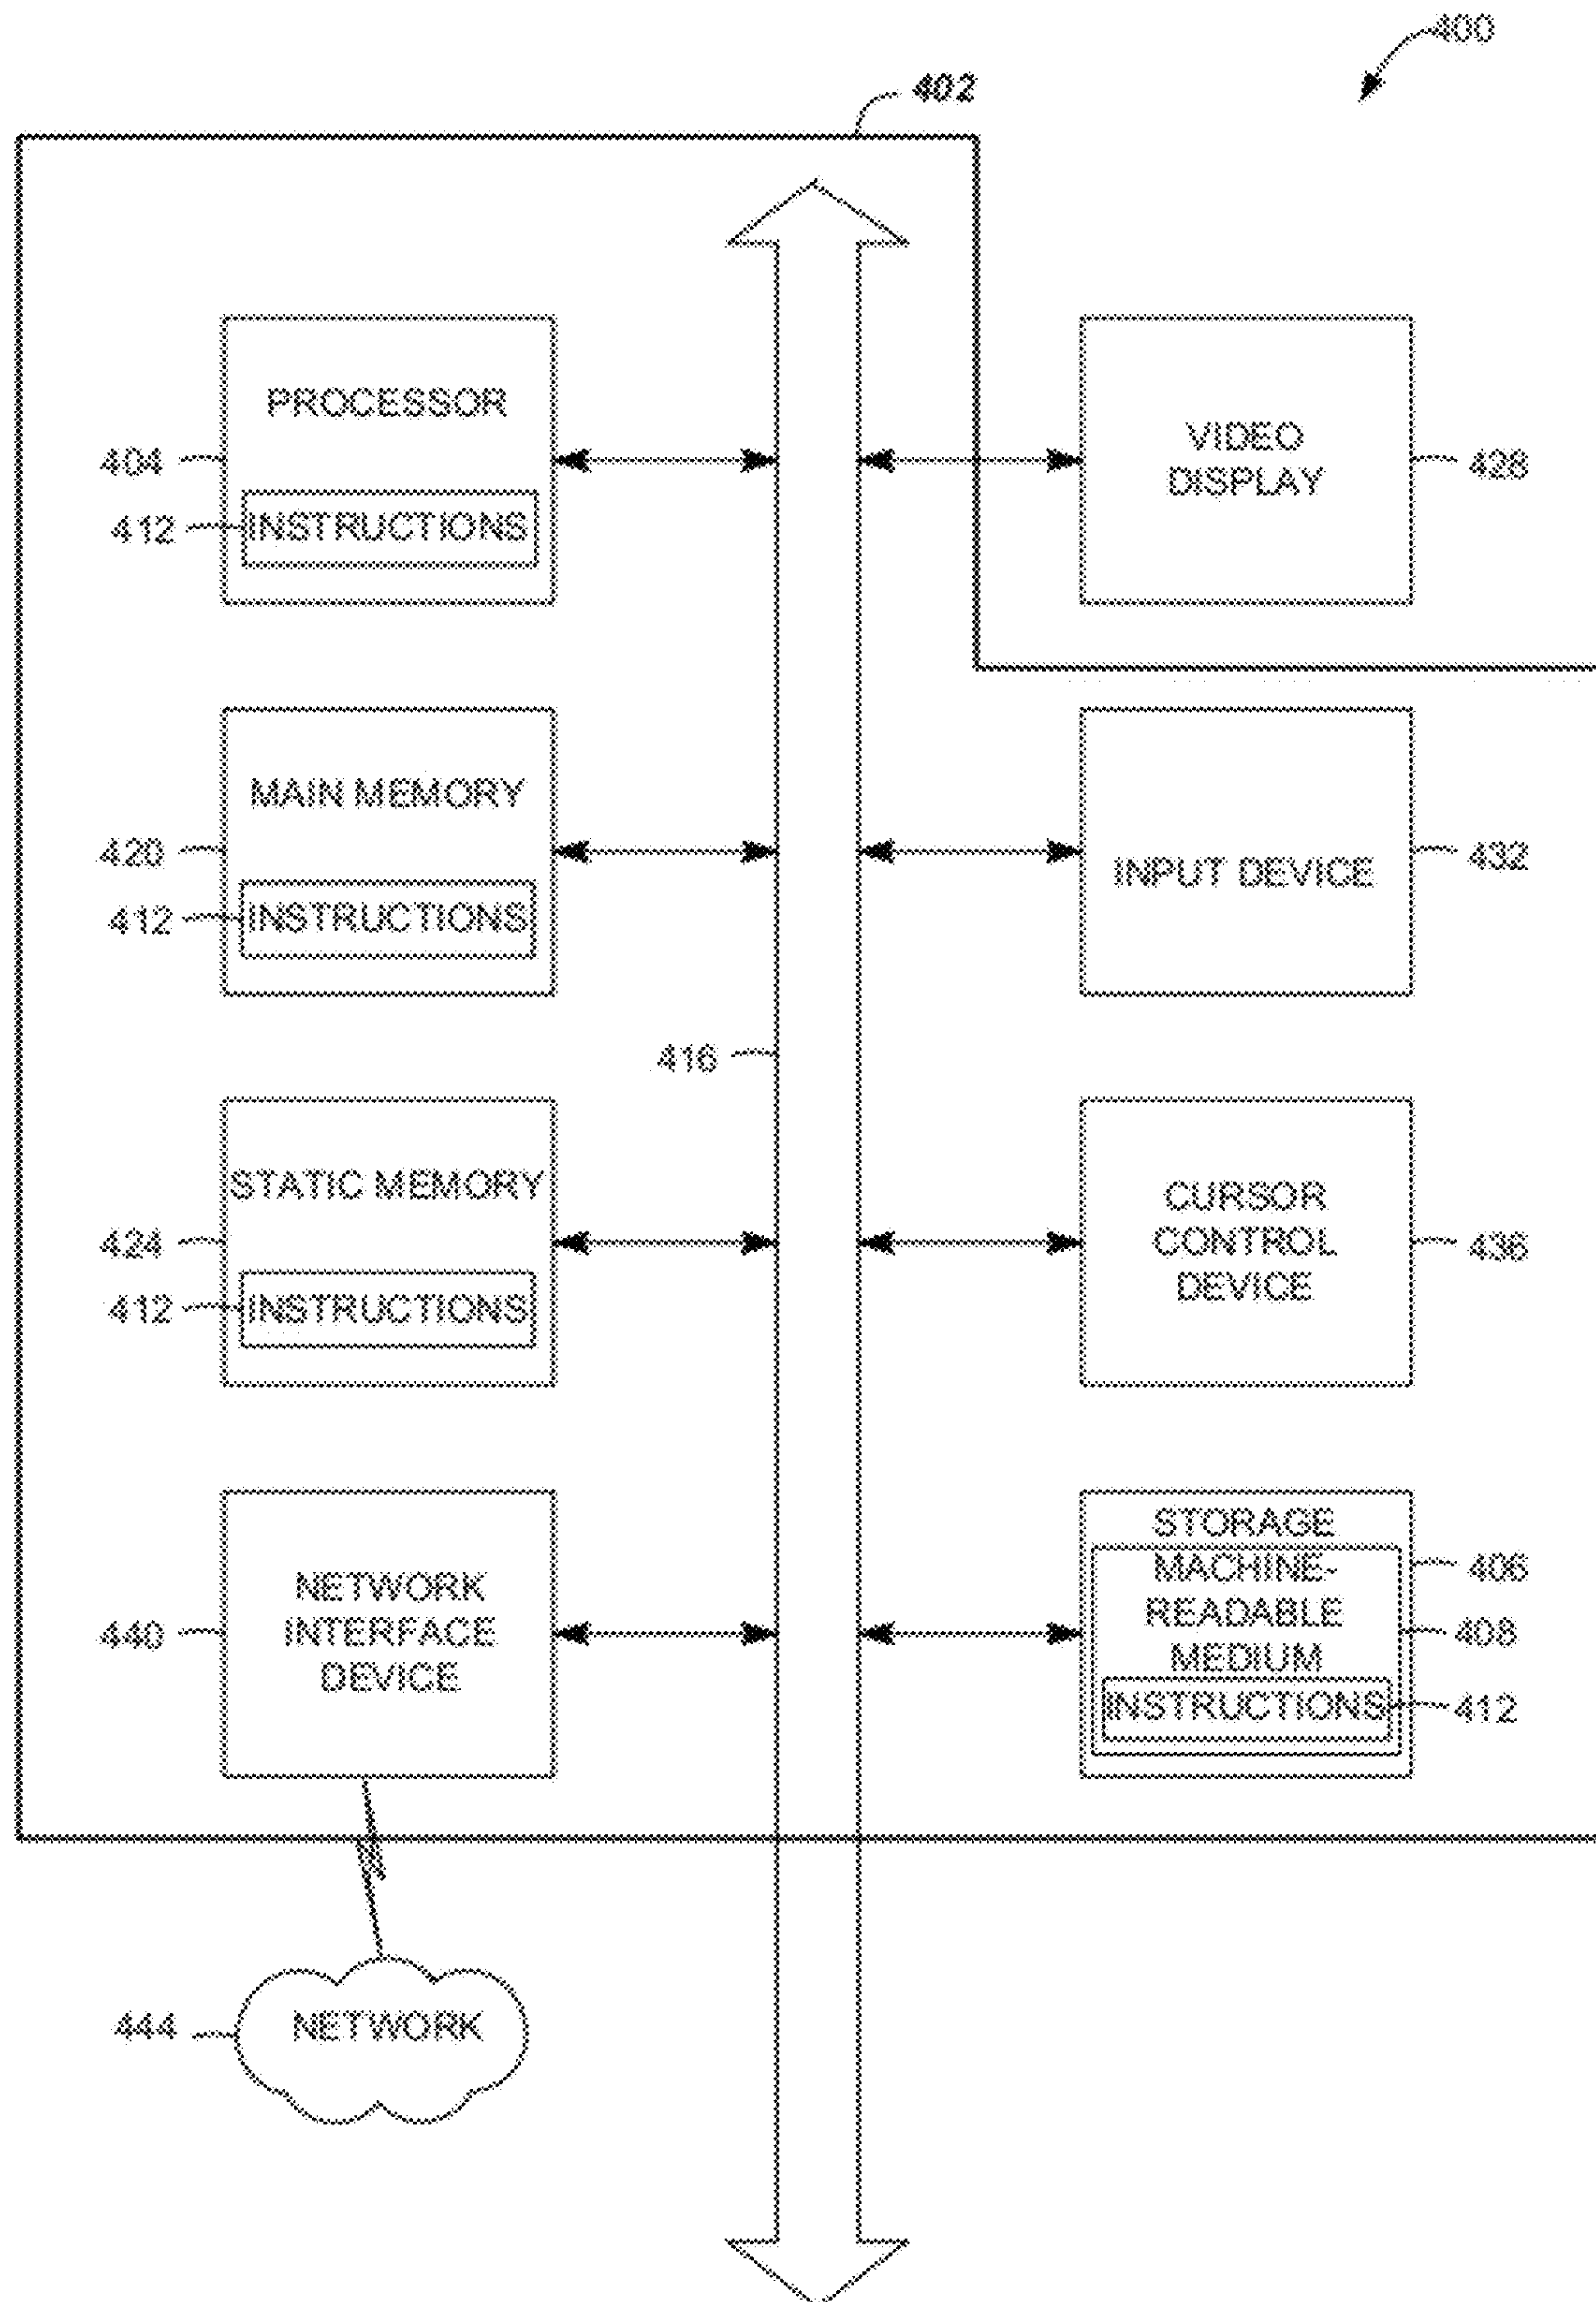 400
402
PROCESSOR
404
412
INSTRUCTIONS
VIDEO
DISPLAY
428
MAIN MEMORY
420
412
INSTRUCTIONS
INPUT DEVICE
432
416
STATIC MEMORY
424
412
INSTRUCTIONS
CURSOR
CONTROL
DEVICE
436
NETWORK
INTERFACE
DEVICE
440
STORAGE
406
MACHINE-
READABLE
MEDIUM
408
INSTRUCTIONS
412
444
NETWORK